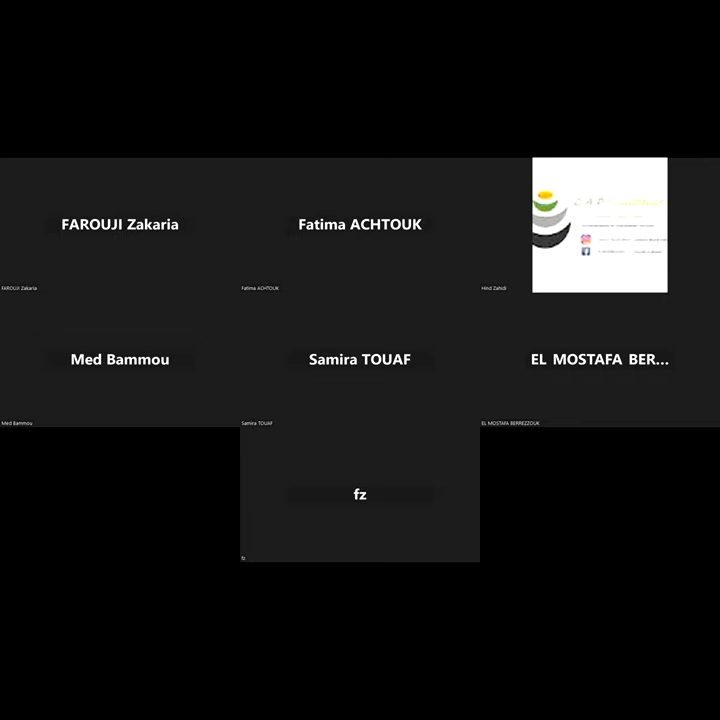 FAROUJI Zakaria
Fatima ACHTOUK
FAROUJI Zakaria
Fatima ACHTOUK
Hind Zahidi
Med Bammou
Samira TOUAF
EL MOSTAFA BER...
Med Bammou
Samira TOUAF
EL MOSTAFA BERREZZOUK
fz
fz